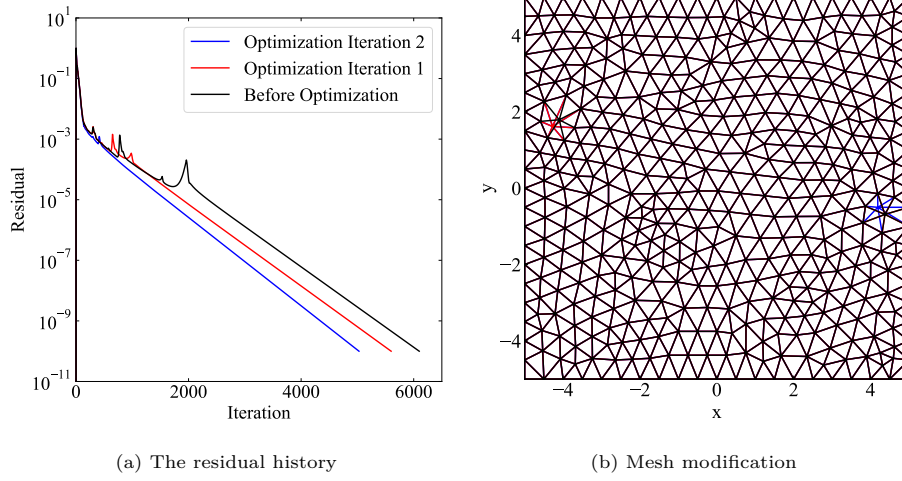 10^1
10^{-1}
10^{-3}
10^{-5}
10^{-7}
10^{-9}
10^{-11}
Residual
Optimization Iteration 2
Optimization Iteration 1
Before Optimization
0 2000 4000 6000
Iteration
(a) The residual history
4
2
0
−2
−4
y
−4 −2 0 2 4
x
(b) Mesh modification